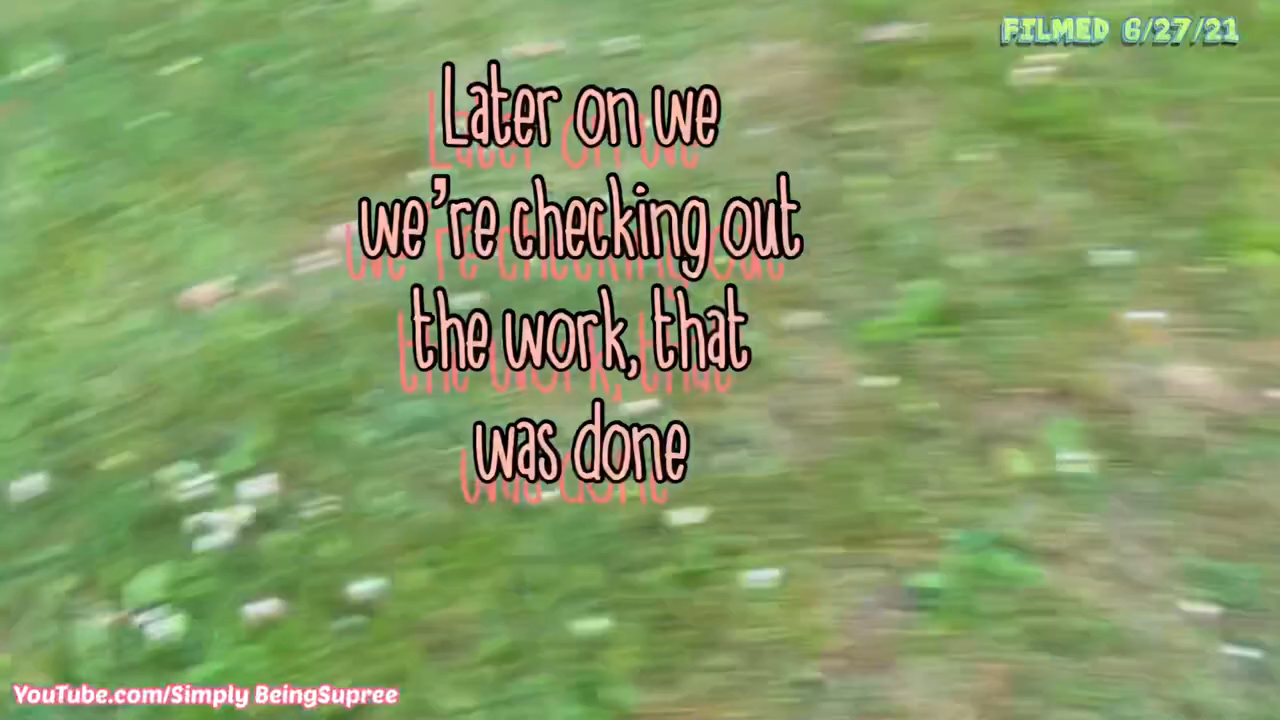 FILMED 6/27/21
Later on we
we're checking out
the work, that
was done
YouTube.com/Simply BeingSupree